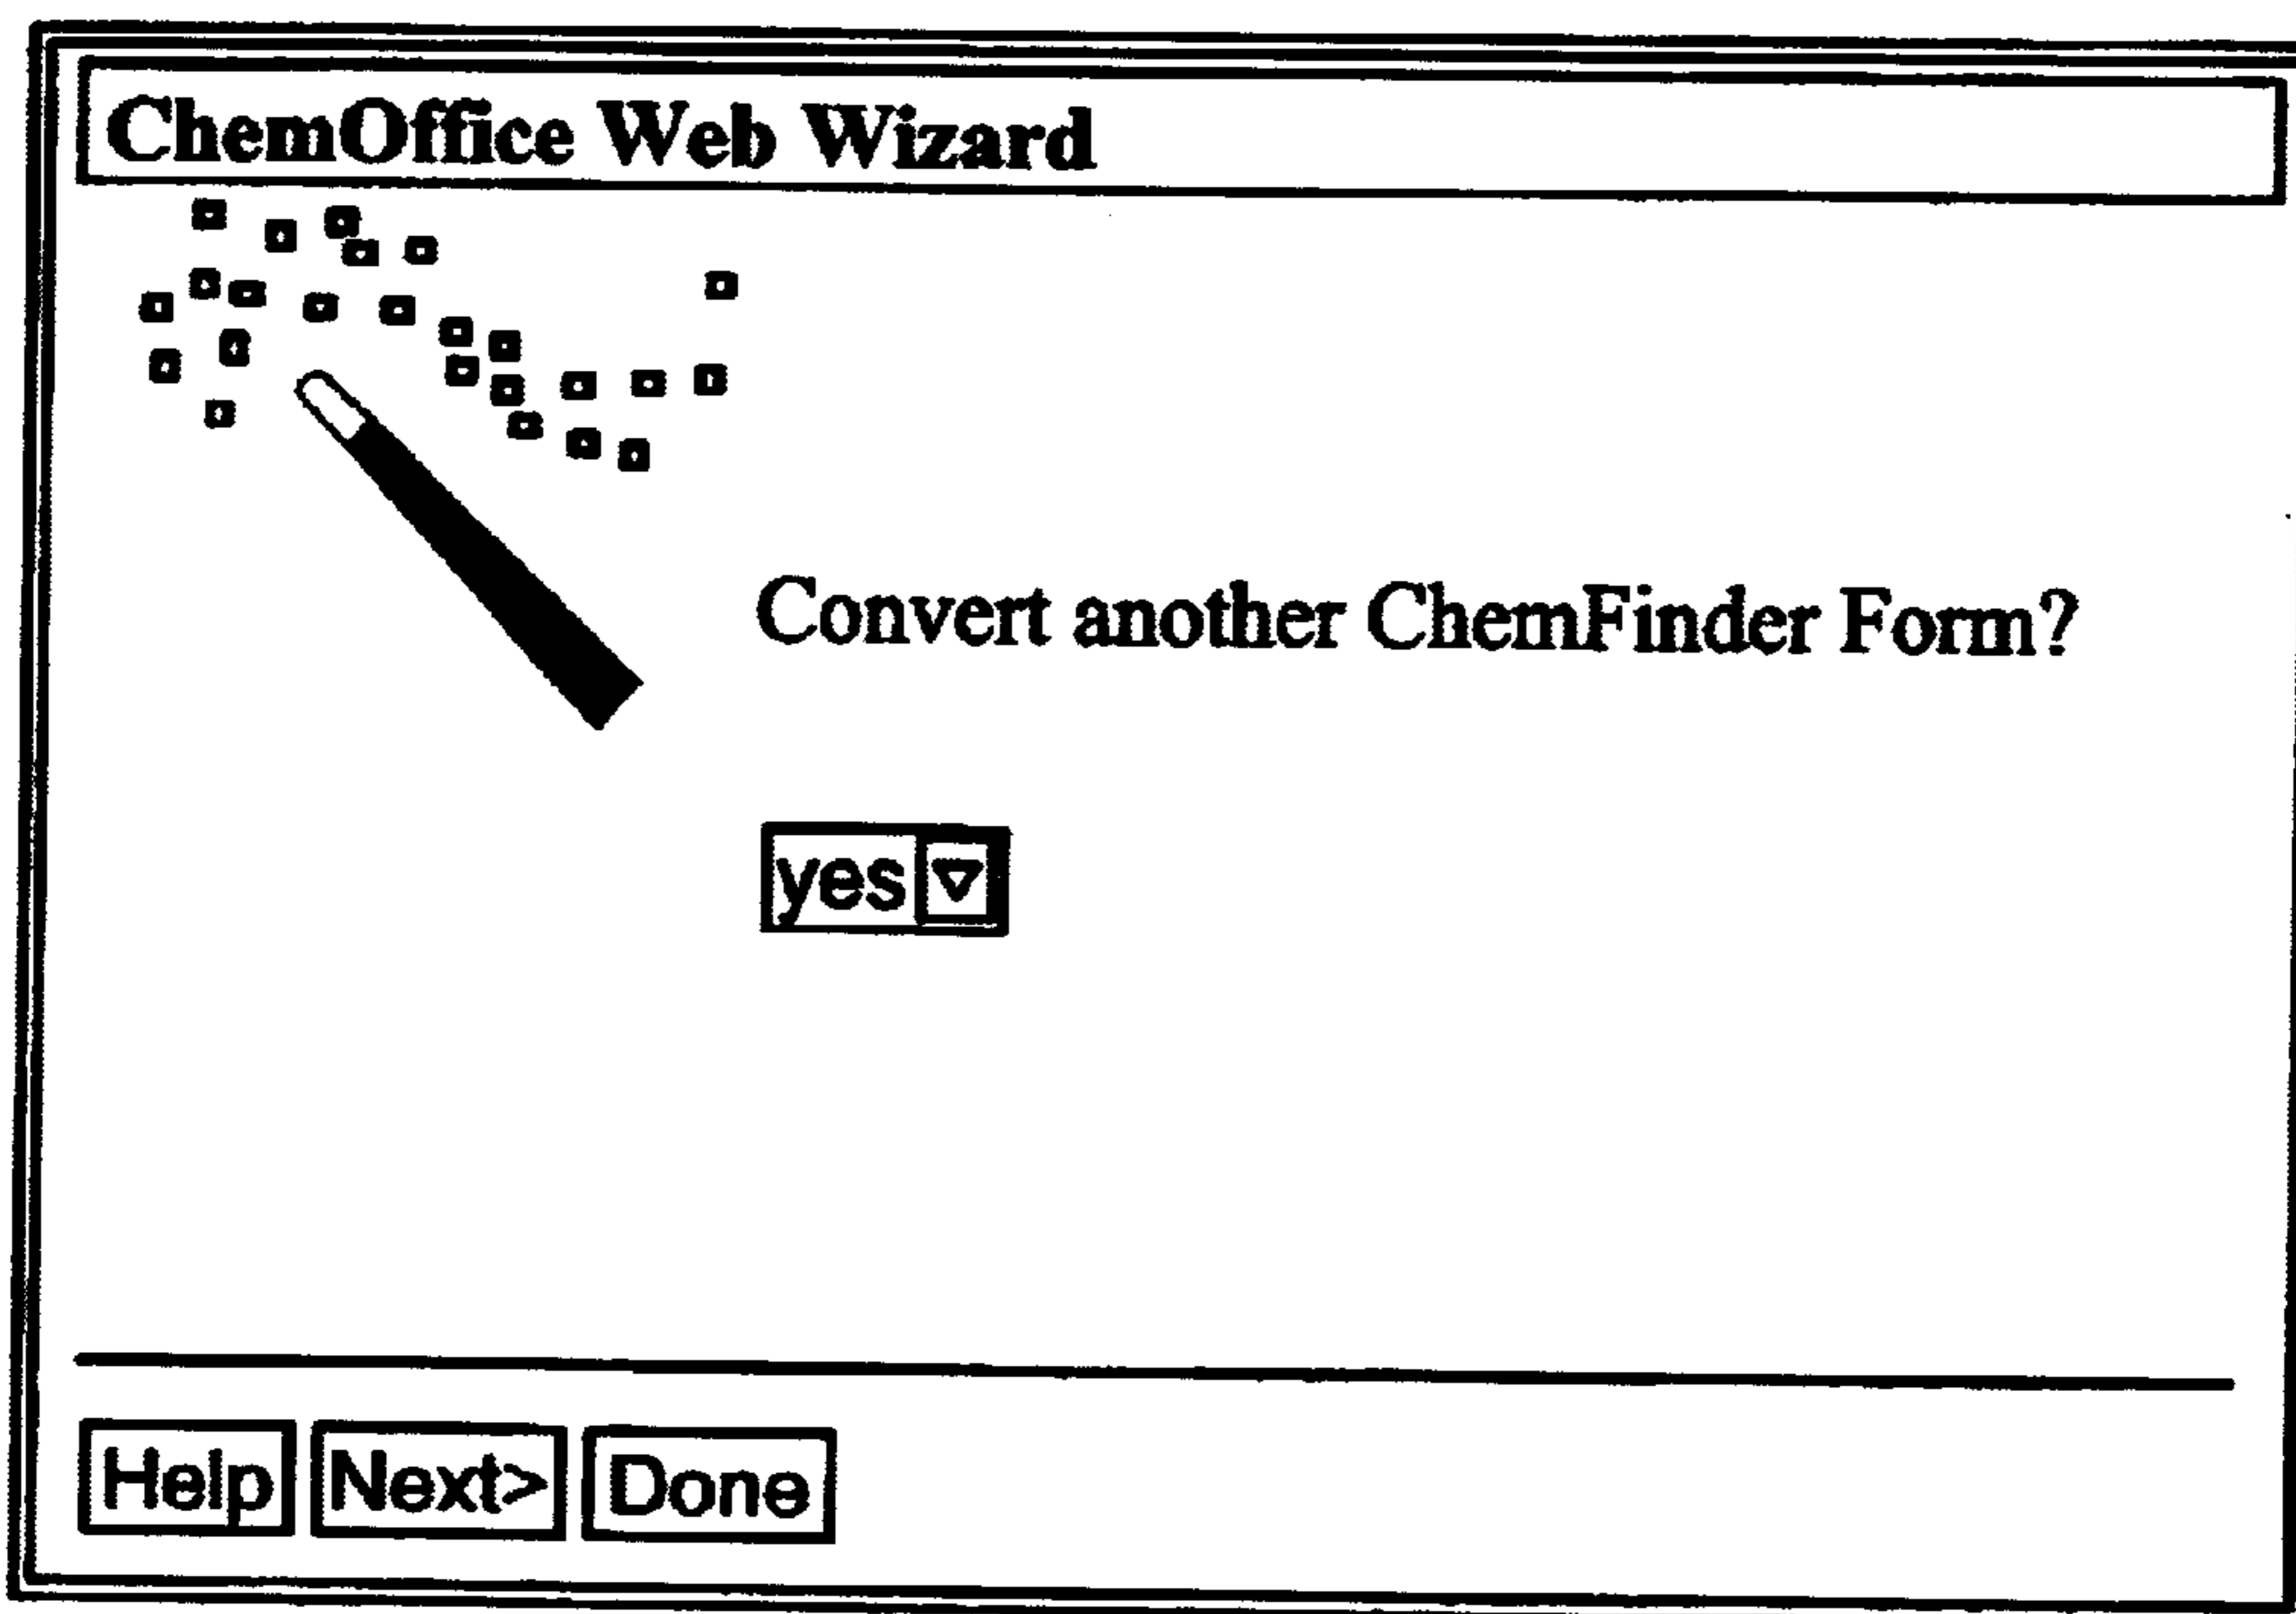 ChemOffice Web Wizard
Convert another ChemFinder Form?
yes
Help Next> Done